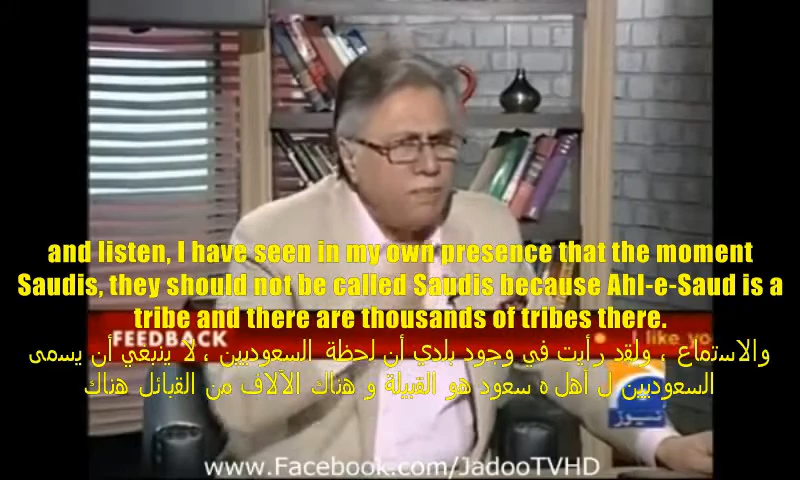 and listen, I have seen in my own presence that the moment
Saudis, they should not be called Saudis because Ahl-e-Saud is a
tribe and there are thousands of tribes there.
FEEDBACK
like yo
والاستماع ، ولقد رأيت في وجود بلدي أن لحظة السعوديين ، لا ينبغي أن يسمى
السعوديين ل أهل ه سعود هو القبيلة و هناك الآلاف من القبائل هناك
نیوز
www.Facebook.com/JadooTVHD